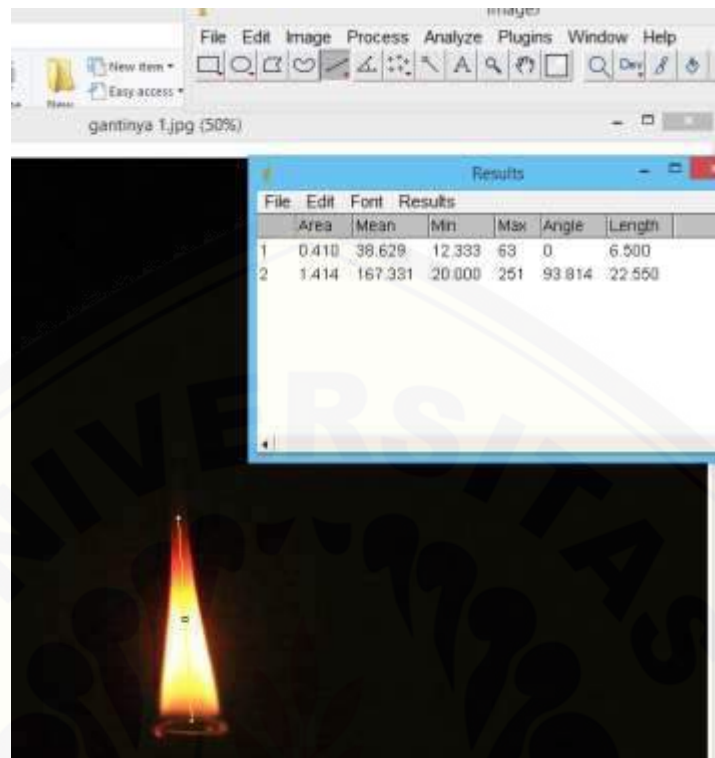 ImageJ
File Edit Image Process Analyze Plugins Window Help
New item
Easy access
New
A Dev
gantinya 1.jpg (50%)
Results
File Edit Font Results
Area Mean Min Max Angle Length
1 0.410 38.629 12.333 63 0 6.500
2 1.414 167.331 20.000 251 93.814 22.550
UNIVERSITAS